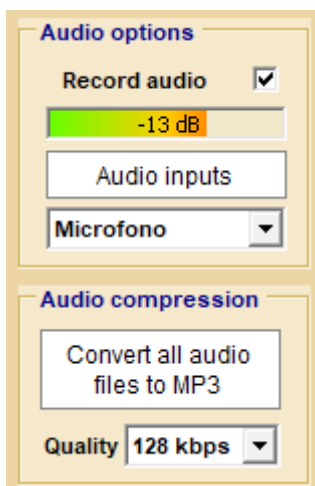 Audio options
Record audio
-13 dB
Audio inputs
Microfono
Audio compression
Convert all audio
files to MP3
Quality 128 kbps